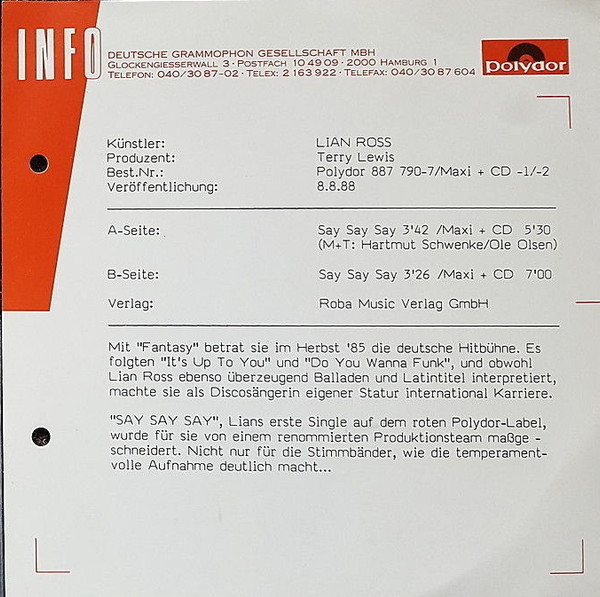 INFO
DEUTSCHE GRAMMOPHON GESELLSCHAFT MBH
GLOCKENGIESSERWALL 3 · POSTFACH 10 49 09 · 2000 HAMBURG 1
TELEFON: 040/30 87-02 · TELEX: 2 163 922 · TELEFAX: 040/30 87 604
polydor
Künstler: LIAN ROSS
Produzent: Terry Lewis
Best.Nr.: Polydor 887 790-7/Maxi + CD -1/-2
Veröffentlichung: 8.8.88
A-Seite: Say Say Say 3'42 /Maxi + CD 5'30
(M+T: Hartmut Schwenke/Ole Olsen)
B-Seite: Say Say Say 3'26 /Maxi + CD 7'00
Verlag: Roba Music Verlag GmbH
Mit "Fantasy" betrat sie im Herbst '85 die deutsche Hitbühne. Es
folgten "It's Up To You" und "Do You Wanna Funk", und obwohl
Lian Ross ebenso überzeugend Balladen und Latintitel interpretiert,
machte sie als Discosängerin eigener Statur international Karriere.
"SAY SAY SAY", Lians erste Single auf dem roten Polydor-Label,
wurde für sie von einem renommierten Produktionsteam maßge -
schneidert. Nicht nur für die Stimmbänder, wie die temperament-
volle Aufnahme deutlich macht...